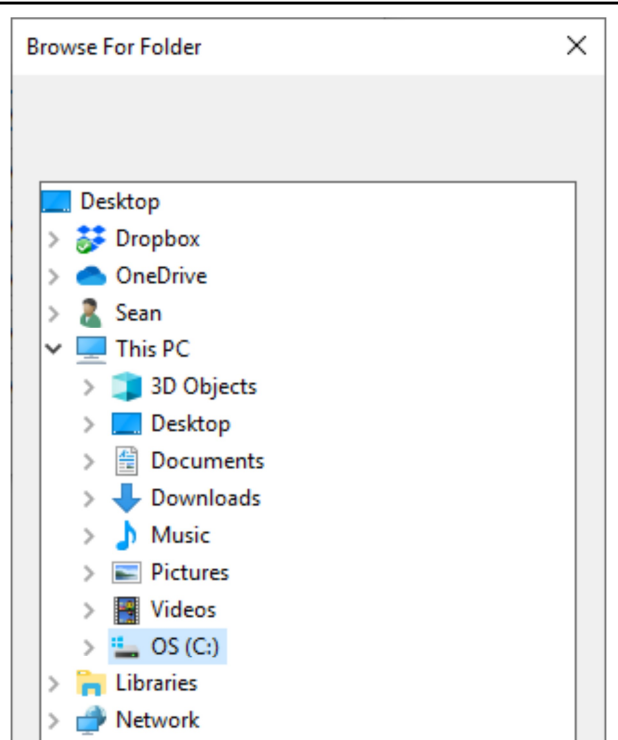 Browse For Folder
Desktop
Dropbox
OneDrive
Sean
This PC
3D Objects
Desktop
Documents
Downloads
Music
Pictures
Videos
OS (C:)
Libraries
Network